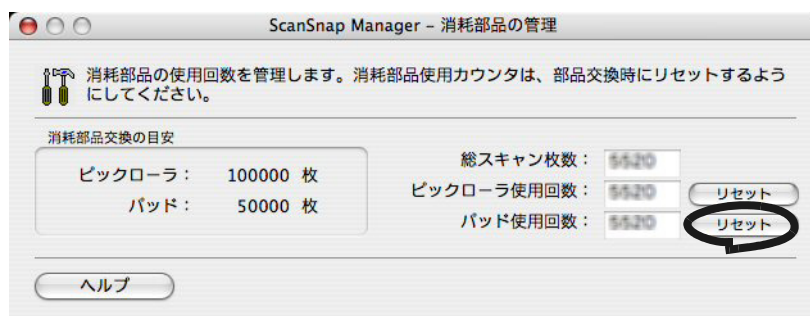 ScanSnap Manager – 消耗部品の管理
消耗部品の使用回数を管理します。消耗部品使用カウンタは、部品交換時にリセットするよう
にしてください。
消耗部品交換の目安
ピックローラ： 100000 枚
パッド： 50000 枚
総スキャン枚数：
ピックローラ使用回数： リセット
パッド使用回数： リセット
ヘルプ